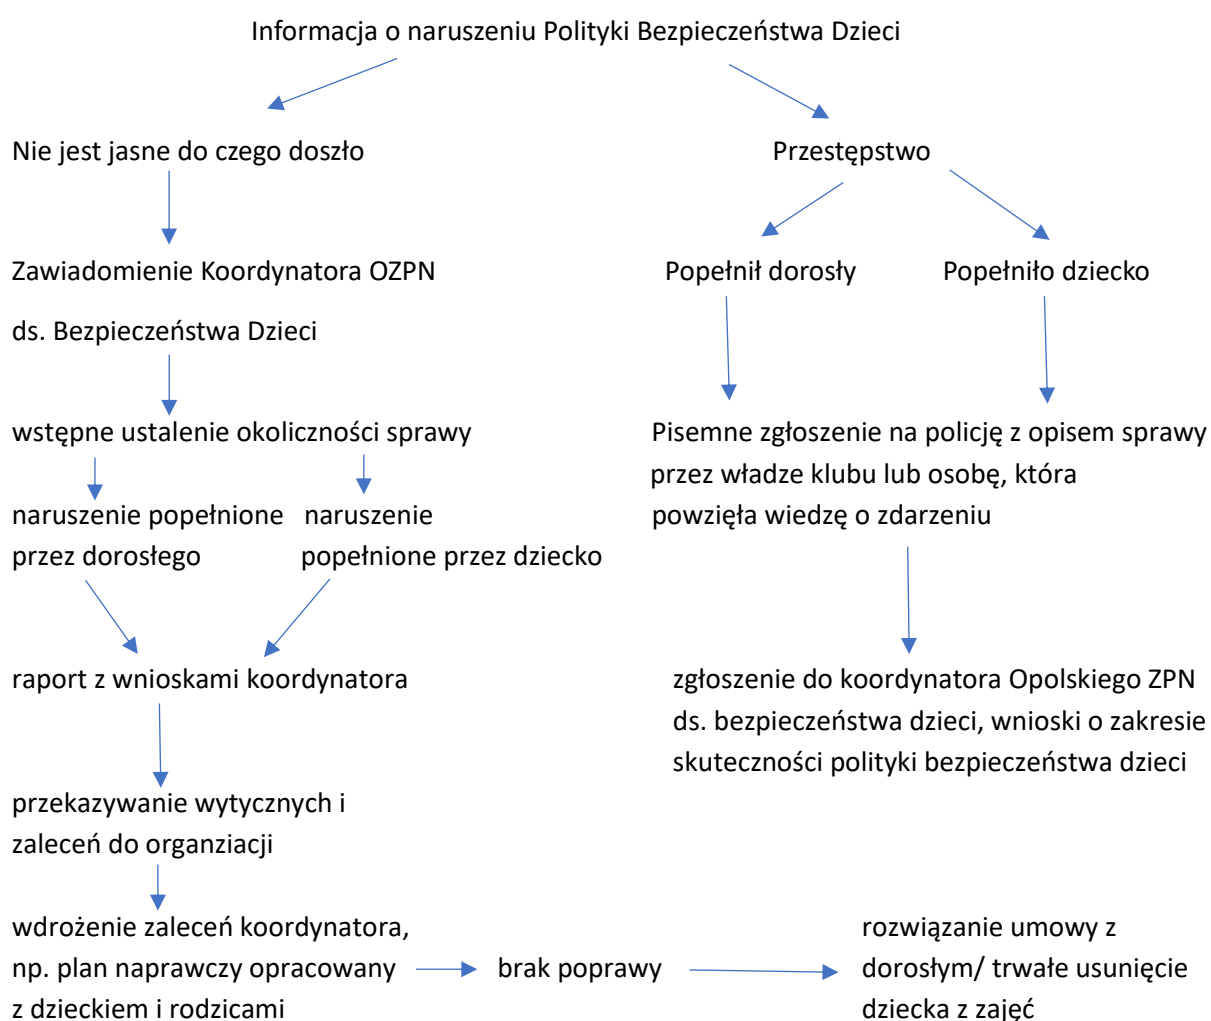 Informacja o naruszeniu Polityki Bezpieczeństwa Dzieci
Nie jest jasne do czego doszło
Przestępstwo
Zawiadomienie Koordynatora OZPN
ds. Bezpieczeństwa Dzieci
Popełnił dorosły
Popełniło dziecko
wstępne ustalenie okoliczności sprawy
Pisemne zgłoszenie na policję z opisem sprawy
przez władze klubu lub osobę, która
powzięła wiedzę o zdarzeniu
naruszenie popełnione
przez dorosłego
naruszenie
popełnione przez dziecko
raport z wnioskami koordynatora
zgłoszenie do koordynatora Opolskiego ZPN
ds. bezpieczeństwa dzieci, wnioski o zakresie
skuteczności polityki bezpieczeństwa dzieci
przekazywanie wytycznych i
zaleceń do organziacji
wdrożenie zaleceń koordynatora,
np. plan naprawczy opracowany
z dzieckiem i rodzicami
brak poprawy
rozwiązanie umowy z
dorosłym/ trwałe usunięcie
dziecka z zajęć